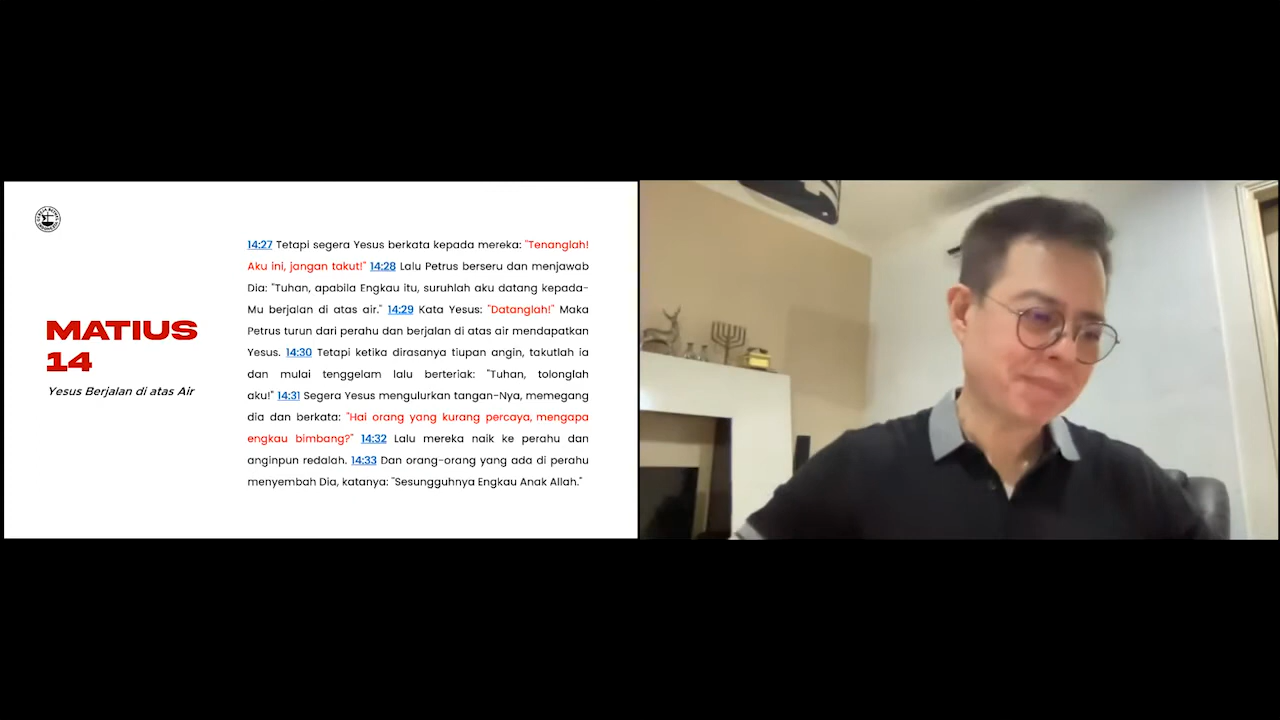 MATIUS
14
Yesus Berjalan di atas Air
14:27 Tetapi segera Yesus berkata kepada mereka: "Tenanglah!
Aku ini, jangan takut!" 14:28 Lalu Petrus berseru dan menjawab
Dia: "Tuhan, apabila Engkau itu, suruhlah aku datang kepada-
Mu berjalan di atas air." 14:29 Kata Yesus: "Datanglah!" Maka
Petrus turun dari perahu dan berjalan di atas air mendapatkan
Yesus. 14:30 Tetapi ketika dirasanya tiupan angin, takutlah ia
dan mulai tenggelam lalu berteriak: "Tuhan, tolonglah
aku!" 14:31 Segera Yesus mengulurkan tangan-Nya, memegang
dia dan berkata: "Hai orang yang kurang percaya, mengapa
engkau bimbang?" 14:32 Lalu mereka naik ke perahu dan
anginpun redalah. 14:33 Dan orang-orang yang ada di perahu
menyembah Dia, katanya: "Sesungguhnya Engkau Anak Allah."